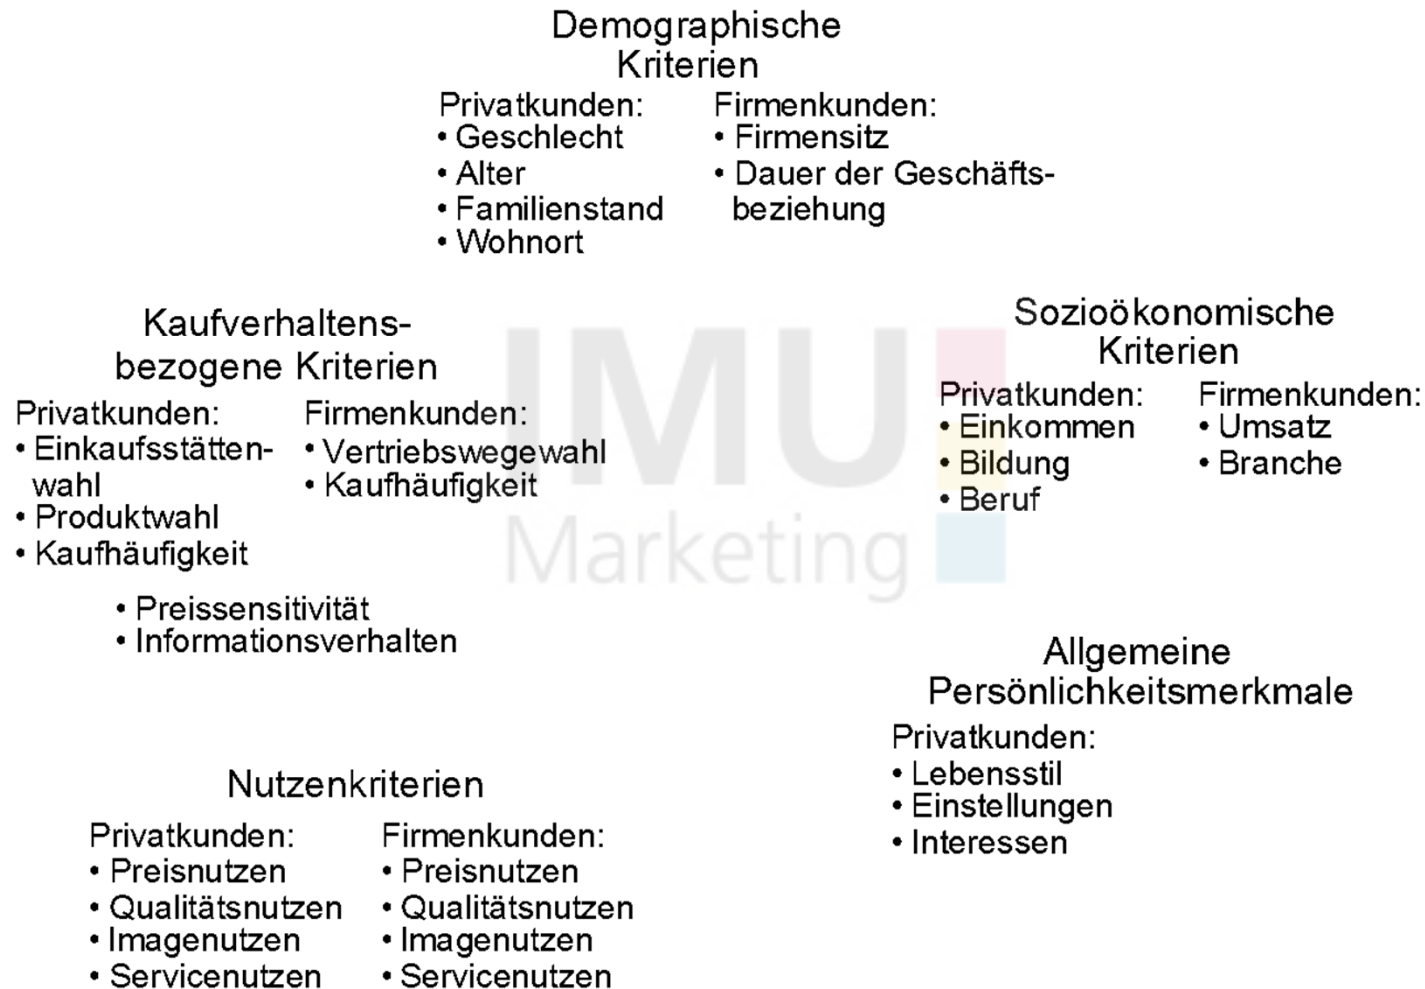 Demographische
Kriterien
Privatkunden:
• Geschlecht
• Alter
• Familienstand
• Wohnort
Firmenkunden:
• Firmensitz
• Dauer der Geschäfts-
beziehung
Kaufverhaltens-
bezogene Kriterien
Privatkunden:
• Einkaufsstätten-
wahl
• Produktwahl
• Kaufhäufigkeit
Firmenkunden:
• Vertriebswegewahl
• Kaufhäufigkeit
• Preissensitivität
• Informationsverhalten
IMU
Marketing
Sozioökonomische
Kriterien
Privatkunden:
• Einkommen
• Bildung
• Beruf
Firmenkunden:
• Umsatz
• Branche
Allgemeine
Persönlichkeitsmerkmale
Privatkunden:
• Lebensstil
• Einstellungen
• Interessen
Nutzenkriterien
Privatkunden:
• Preisnutzen
• Qualitätsnutzen
• Imagenutzen
• Servicenutzen
Firmenkunden:
• Preisnutzen
• Qualitätsnutzen
• Imagenutzen
• Servicenutzen